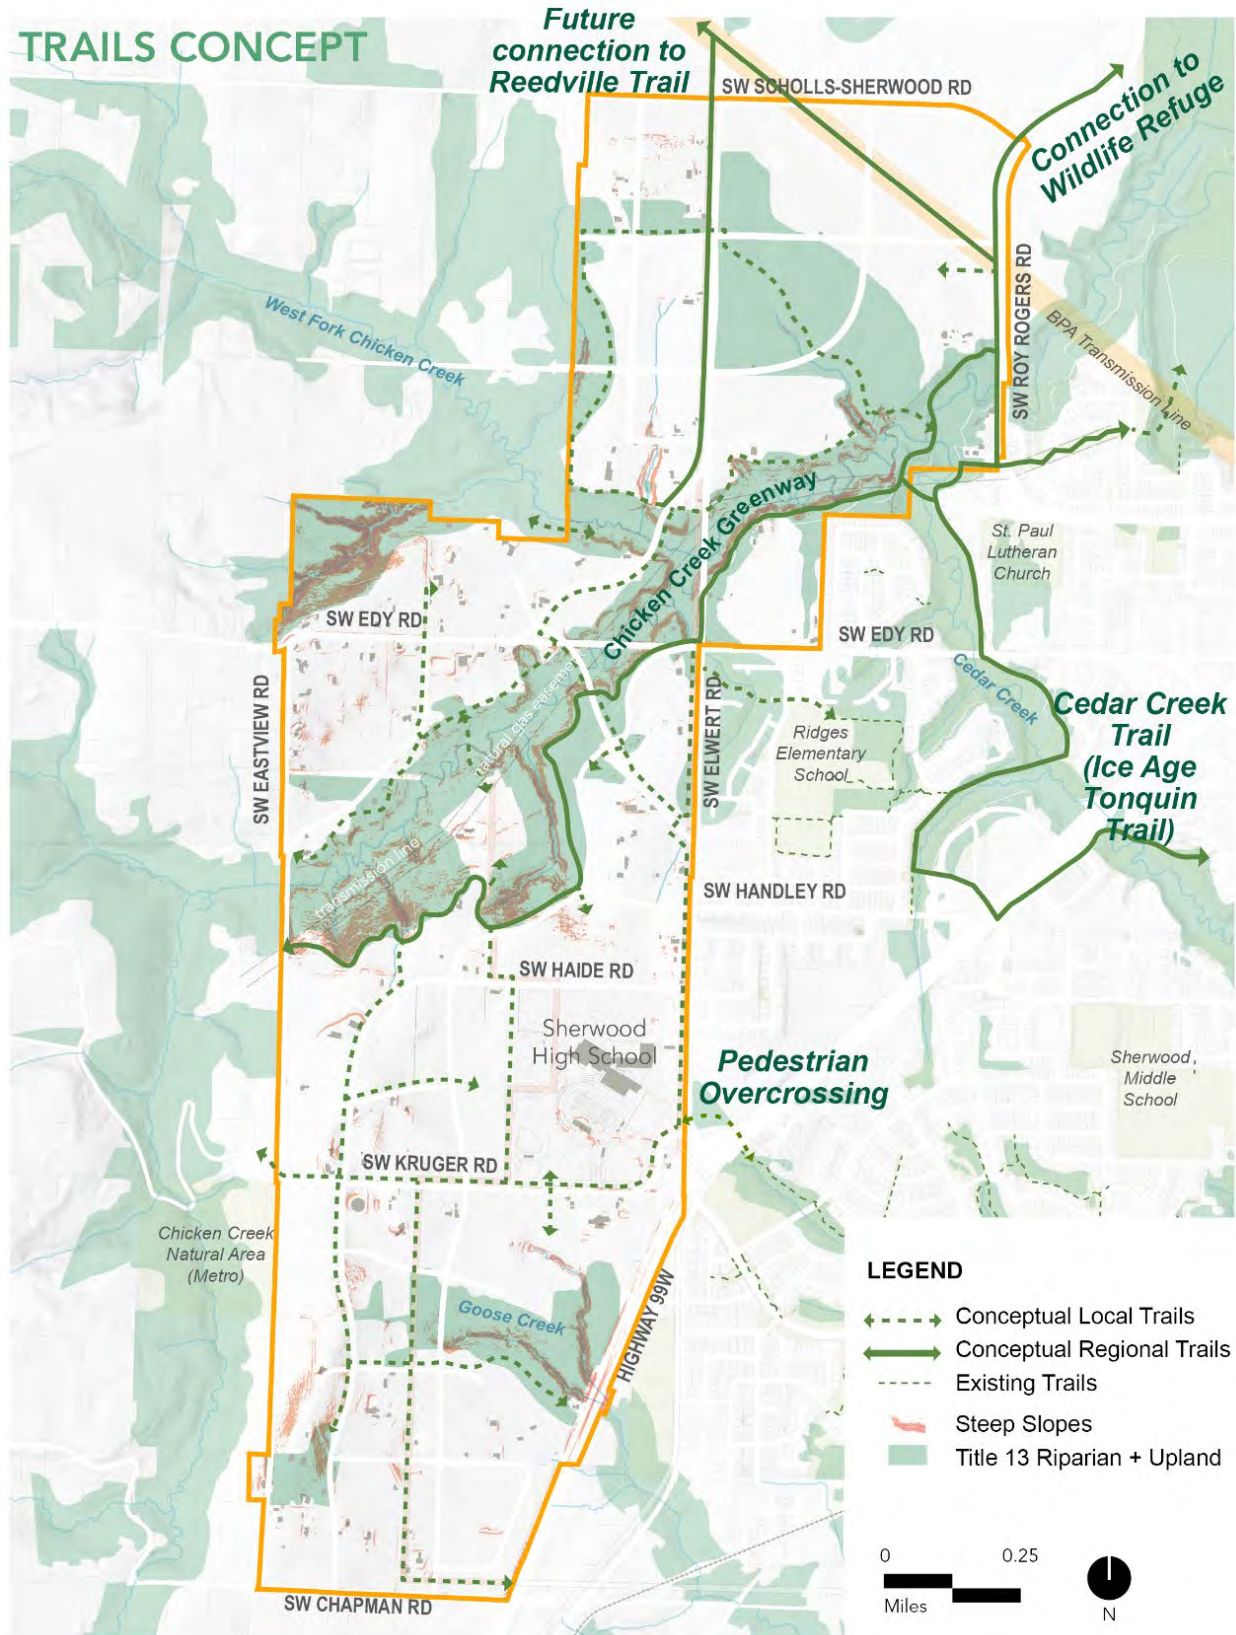 TRAILS CONCEPT
Future
connection to
Reedville Trail
SW SCHOLLS-SHERWOOD RD
Connection to
Wildlife Refuge
SW ROY ROGERS RD
BPA Transmission Line
West Fork Chicken Creek
Chicken Creek Greenway
St. Paul
Lutheran
Church
SW EDY RD
SW EDY RD
Cedar Creek
natural gas easement
SW EASTVIEW RD
SW ELWERT RD
Ridges
Elementary
School
Cedar Creek
Trail
(Ice Age
Tonquin
Trail)
transmission line
SW HANDLEY RD
SW HAIDE RD
Sherwood
High School
Pedestrian
Overcrossing
Sherwood
Middle
School
SW KRUGER RD
Chicken Creek
Natural Area
(Metro)
Goose Creek
HIGHWAY 99W
SW CHAPMAN RD
LEGEND
Conceptual Local Trails
Conceptual Regional Trails
Existing Trails
Steep Slopes
Title 13 Riparian + Upland
0 0.25
Miles
N